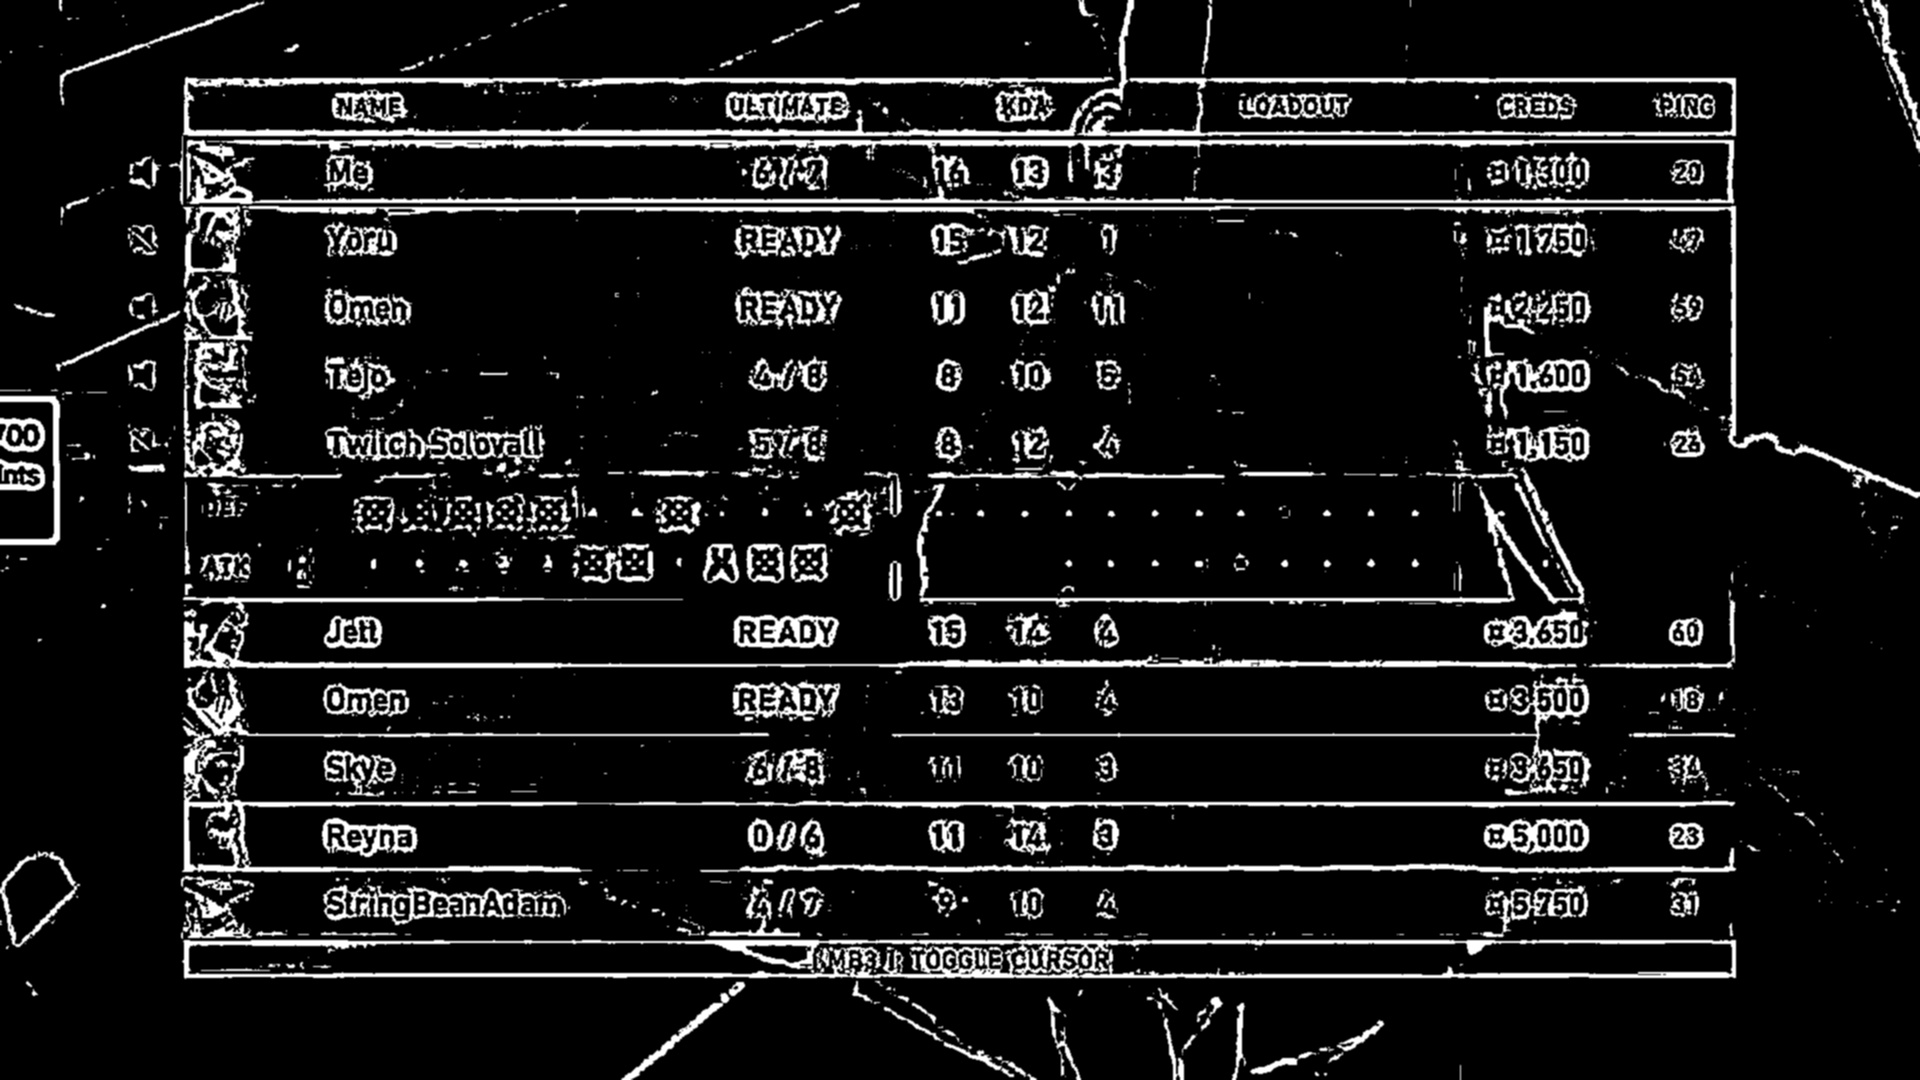 NAME ULTIMATE KDA LOADOUT CREDS PING
Me 6 / 7 16 13 3 1,300 20
Yoru READY 15 12 1 1,750
Omen READY 11 12 11 2,250 59
Tejo 4 / 8 8 10 5 1,600 54
700
Twitch Solovall 5 / 8 8 12 4 1,150 26
nts
DEF
ATK
Jett READY 15 14 4 3,650 60
Omen READY 13 10 4 3,500 18
Skye 6 / 8 11 10 3 3,650 34
Reyna 0 / 6 11 14 3 5,000 23
StringBeanAdam 4 / 7 9 10 4 5,750 31
[MB3] TOGGLE CURSOR